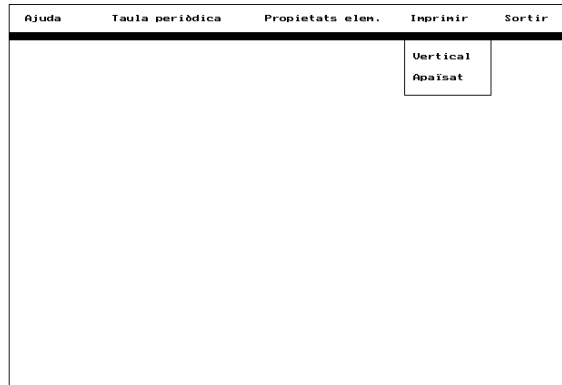 Ajuda Taula periòdica Propietats elem. Imprimir Sortir
Vertical
Apaïsat